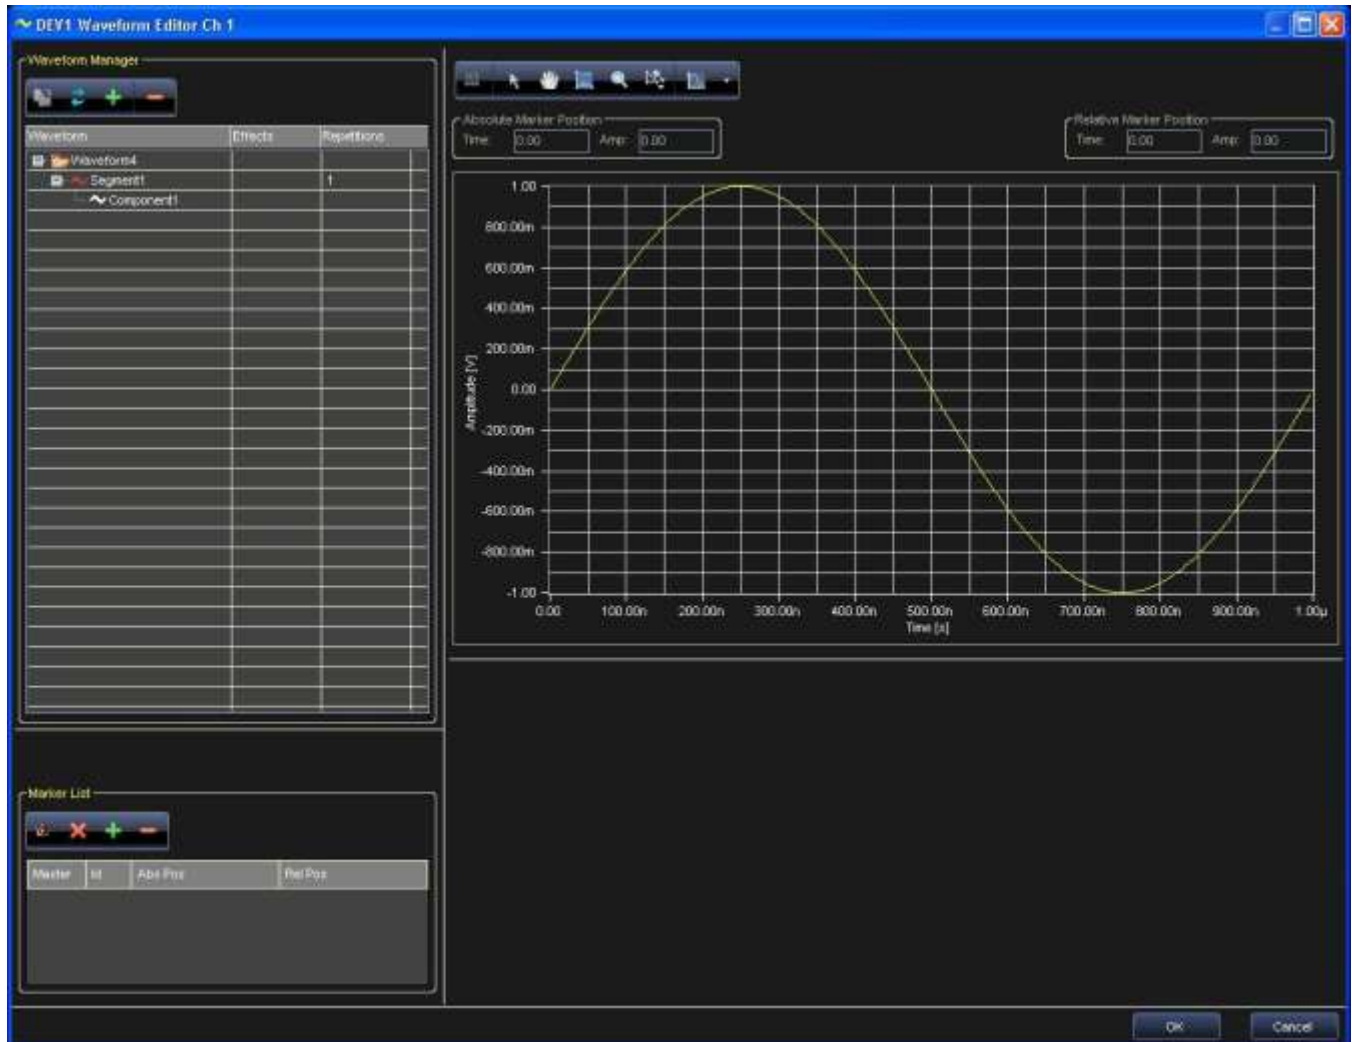 DEV1 Waveform Editor Ch 1
Waveform Manager
Waveform Effects Repetitions
Waveform4
Segment1 1
Component1
Marker List
Master Id Abs Pos Rel Pos
Absolute Marker Position
Time: 0.00 Amp: 0.00
Relative Marker Position
Time: 0.00 Amp: 0.00
Amplitude [V]
1.00
800.00m
600.00m
400.00m
200.00m
0.00
-200.00m
-400.00m
-600.00m
-800.00m
-1.00
0.00 100.00n 200.00n 300.00n 400.00n 500.00n 600.00n 700.00n 800.00n 900.00n 1.00µ
Time [s]
OK Cancel